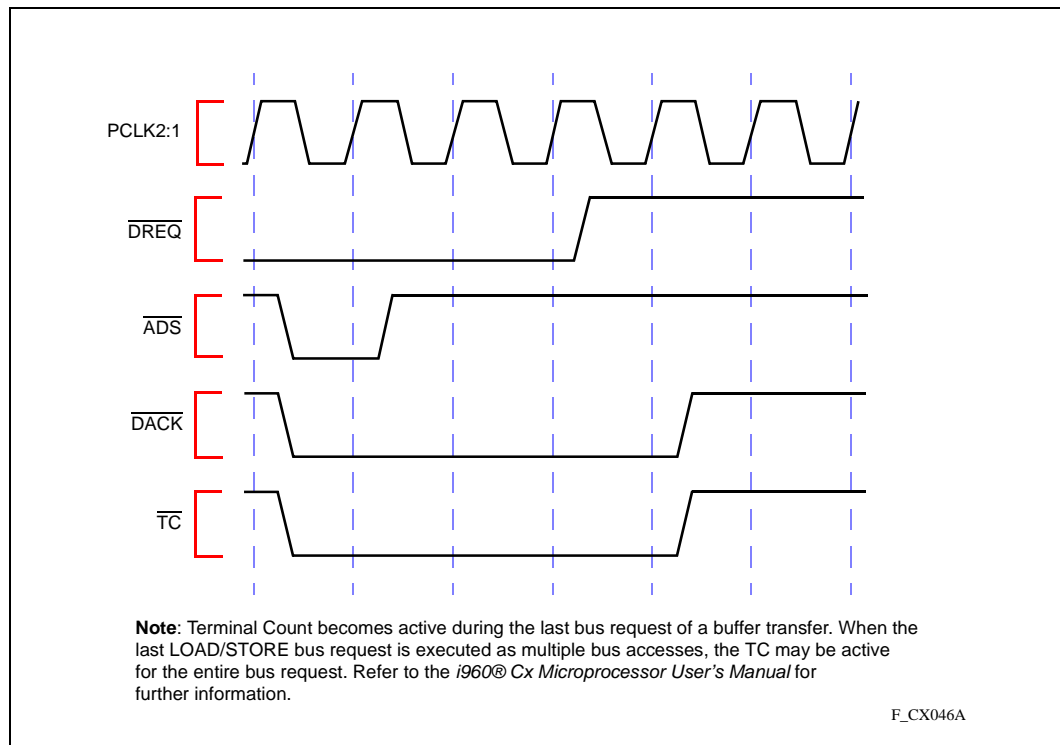 PCLK2:1
DREQ
ADS
DACK
TC
Note: Terminal Count becomes active during the last bus request of a buffer transfer. When the
last LOAD/STORE bus request is executed as multiple bus accesses, the TC may be active
for the entire bus request. Refer to the i960® Cx Microprocessor User's Manual for
further information.
F_CX046A